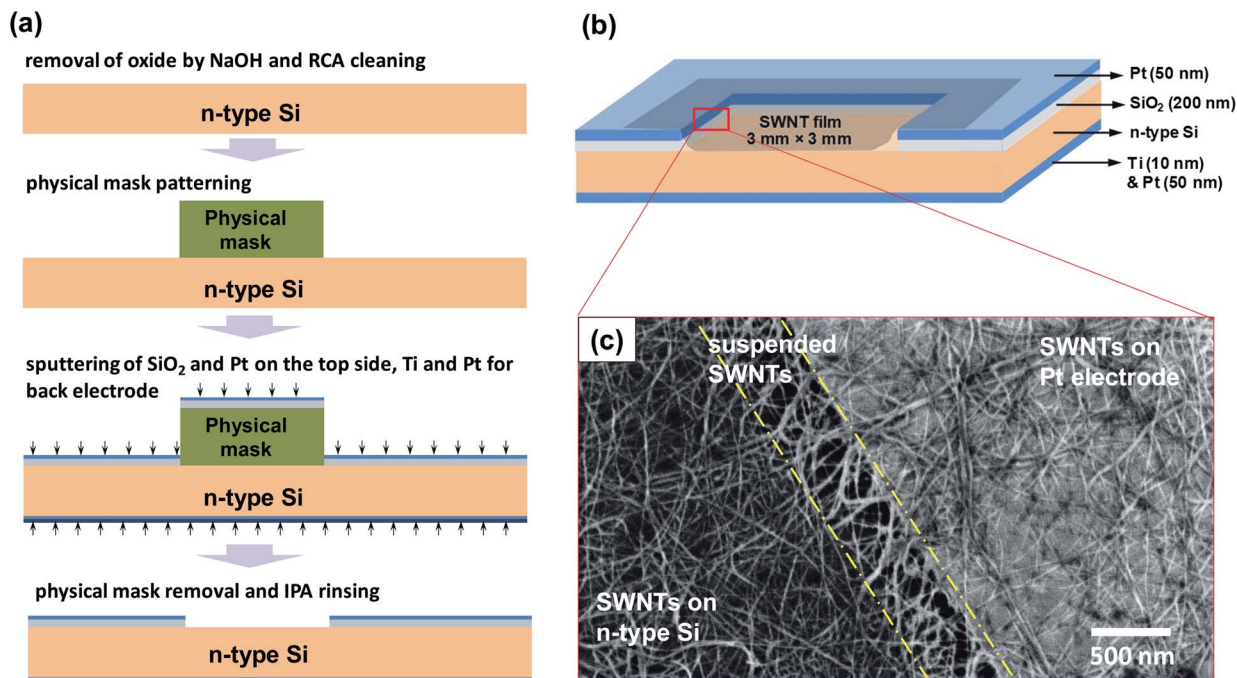 (a)
removal of oxide by NaOH and RCA cleaning
n-type Si
physical mask patterning
Physical
mask
n-type Si
sputtering of SiO₂ and Pt on the top side, Ti and Pt for
back electrode
Physical
mask
n-type Si
physical mask removal and IPA rinsing
n-type Si
(b)
Pt (50 nm)
SiO₂ (200 nm)
n-type Si
Ti (10 nm)
& Pt (50 nm)
SWNT film
3 mm × 3 mm
(c)
suspended
SWNTs
SWNTs on
Pt electrode
SWNTs on
n-type Si
500 nm